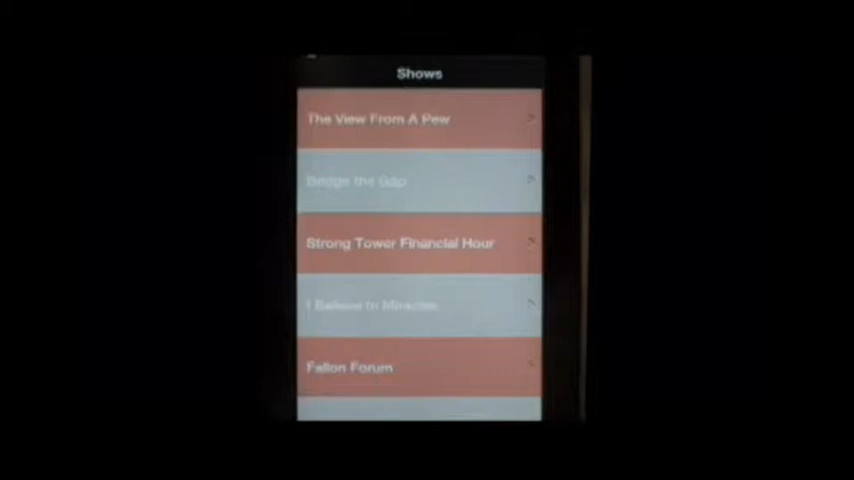 Shows
The View From A Pew
Bridge the Gap
Strong Tower Financial Hour
I Believe In Miracles
Fallon Forum